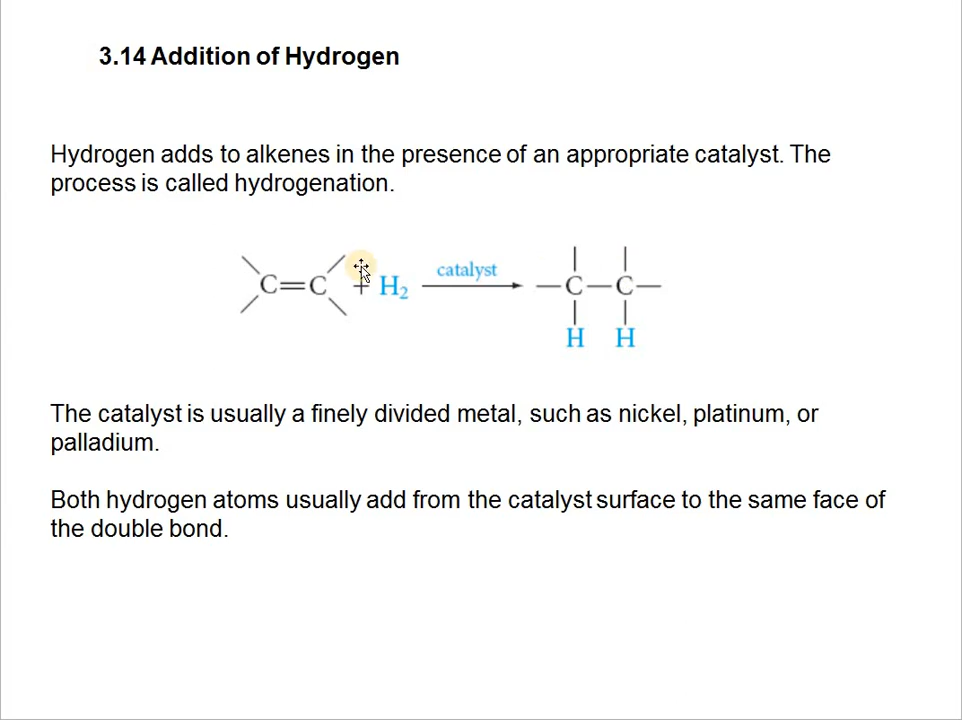 3.14 Addition of Hydrogen
Hydrogen adds to alkenes in the presence of an appropriate catalyst. The
process is called hydrogenation.
C=C + H₂ catalyst —C—C—
H H
The catalyst is usually a finely divided metal, such as nickel, platinum, or
palladium.
Both hydrogen atoms usually add from the catalyst surface to the same face of
the double bond.